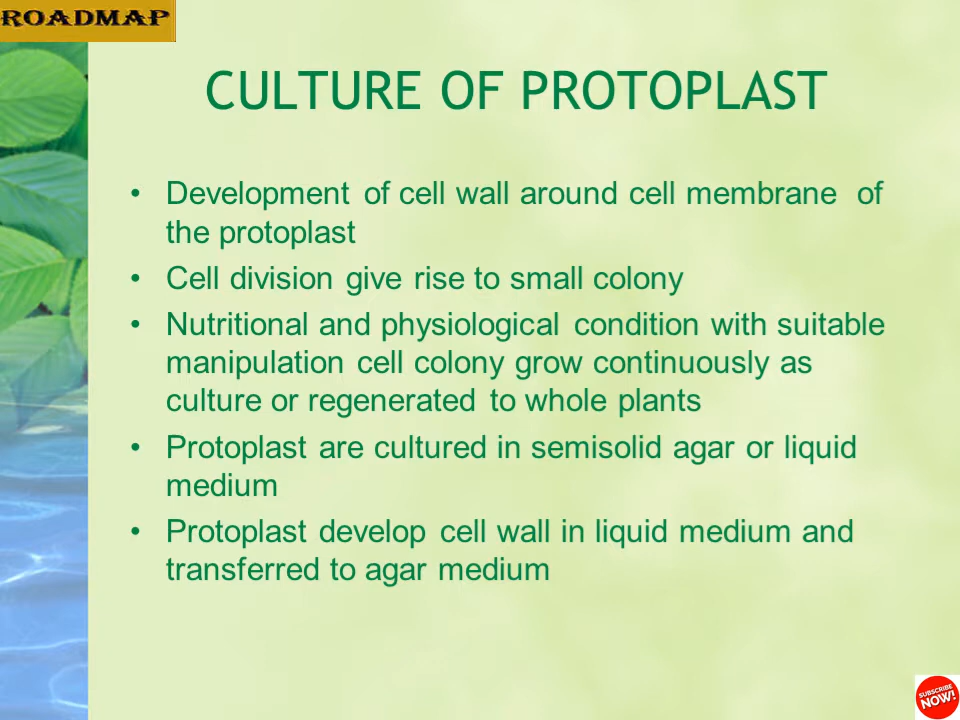 ROADMAP
CULTURE OF PROTOPLAST
• Development of cell wall around cell membrane of
the protoplast
• Cell division give rise to small colony
• Nutritional and physiological condition with suitable
manipulation cell colony grow continuously as
culture or regenerated to whole plants
• Protoplast are cultured in semisolid agar or liquid
medium
• Protoplast develop cell wall in liquid medium and
transferred to agar medium
SUBSCRIBE
NOW!